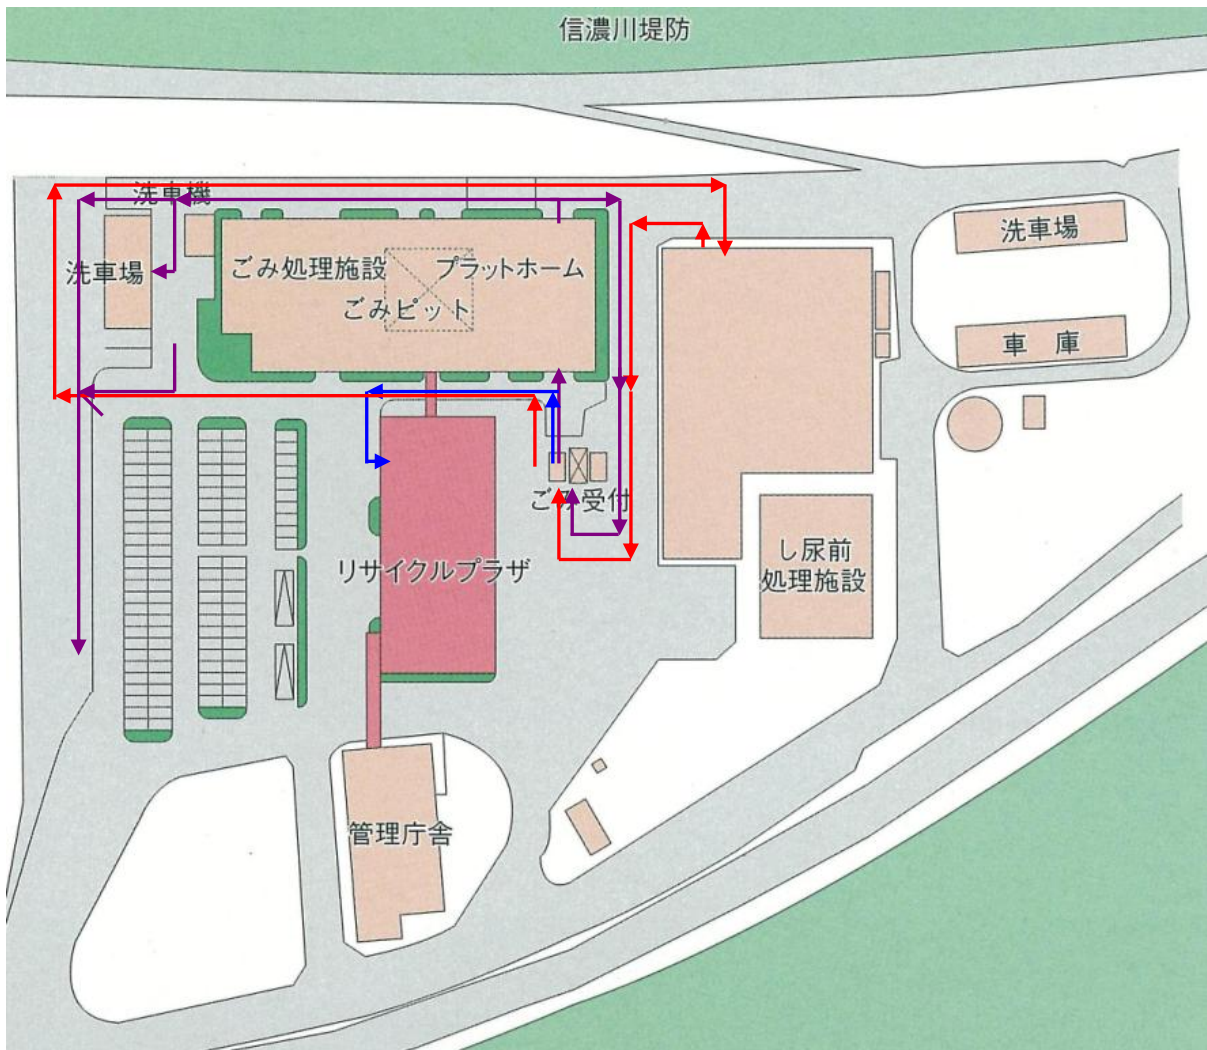 信濃川堤防
洗車機
洗車場
洗車場
ごみ処理施設
プラットホーム
ごみピット
車 庫
ごみ受付
し尿前
処理施設
リサイクルプラザ
管理庁舎